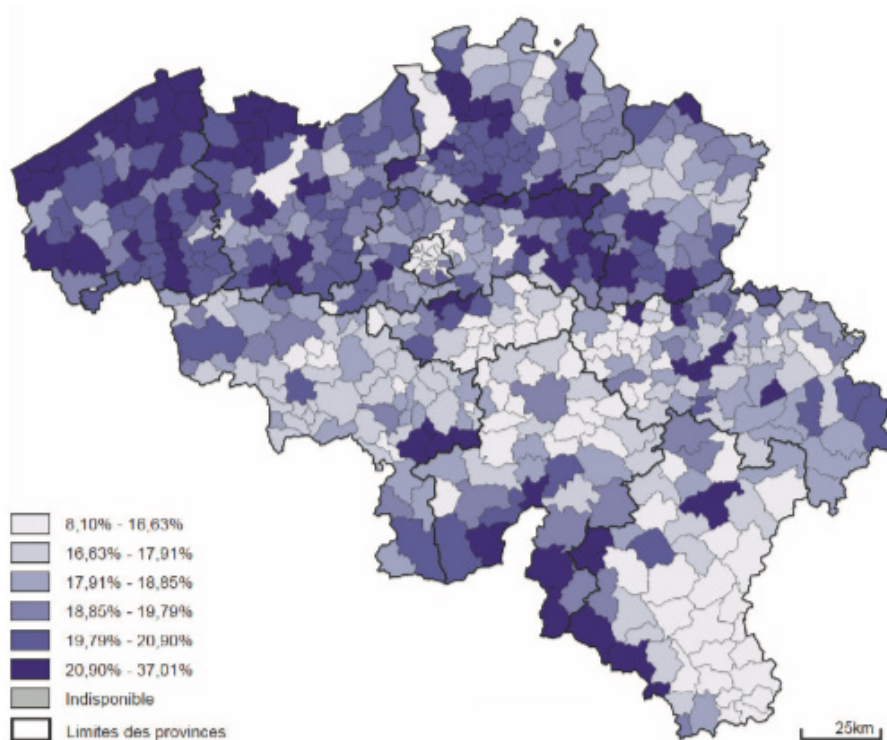 8,10% - 16,63%
16,63% - 17,91%
17,91% - 18,85%
18,85% - 19,79%
19,79% - 20,90%
20,90% - 37,01%
Indisponible
Limites des provinces
25km